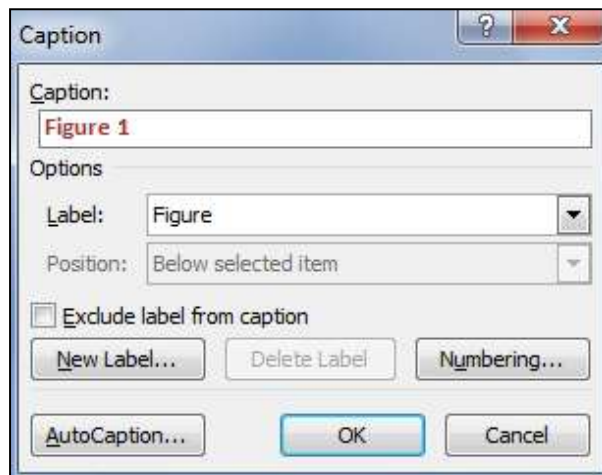 Caption
?
Caption:
Figure 1
Options
Label: Figure
Position: Below selected item
Exclude label from caption
New Label... Delete Label Numbering...
AutoCaption... OK Cancel